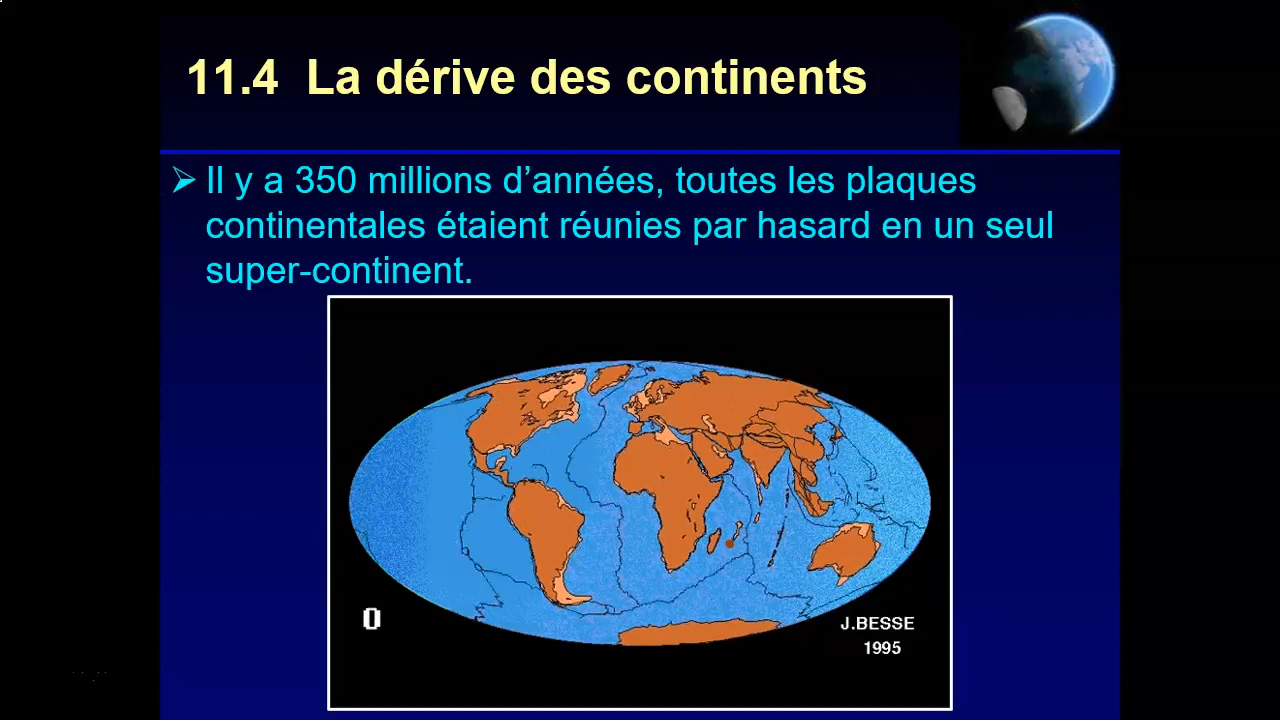 11.4 La dérive des continents
Il y a 350 millions d’années, toutes les plaques
continentales étaient réunies par hasard en un seul
super-continent.
0
J.BESSE
1995